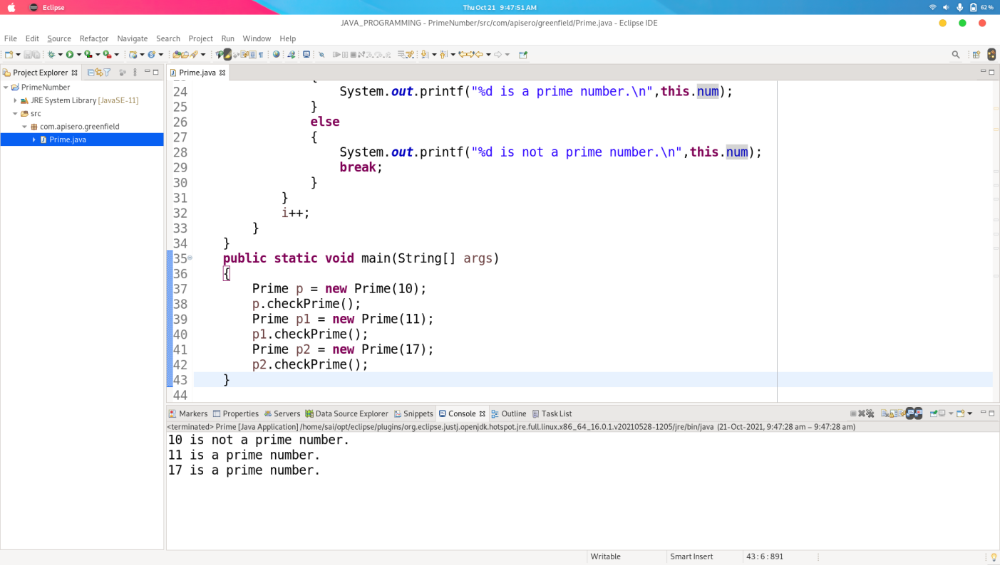 Eclipse
Thu Oct 21 9:47:51 AM
62 %
JAVA_PROGRAMMING - PrimeNumber/src/com/apisero/greenfield/Prime.java - Eclipse IDE
File Edit Source Refactor Navigate Search Project Run Window Help
Project Explorer
PrimeNumber
JRE System Library [JavaSE-11]
src
com.apisero.greenfield
Prime.java
Prime.java
24 System.out.printf("%d is a prime number.\n",this.num);
25 }
26 else
27 {
28 System.out.printf("%d is not a prime number.\n",this.num);
29 break;
30 }
31 }
32 i++;
33 }
34 }
35 public static void main(String[] args)
36 {
37 Prime p = new Prime(10);
38 p.checkPrime();
39 Prime p1 = new Prime(11);
40 p1.checkPrime();
41 Prime p2 = new Prime(17);
42 p2.checkPrime();
43 }
44
Markers Properties Servers Data Source Explorer Snippets Console Outline Task List
<terminated> Prime [Java Application] /home/sai/opt/eclipse/plugins/org.eclipse.justj.openjdk.hotspot.jre.full.linux.x86_64_16.0.1.v20210528-1205/jre/bin/java (21-Oct-2021, 9:47:28 am – 9:47:28 am)
10 is not a prime number.
11 is a prime number.
17 is a prime number.
Writable Smart Insert 43 : 6 : 891